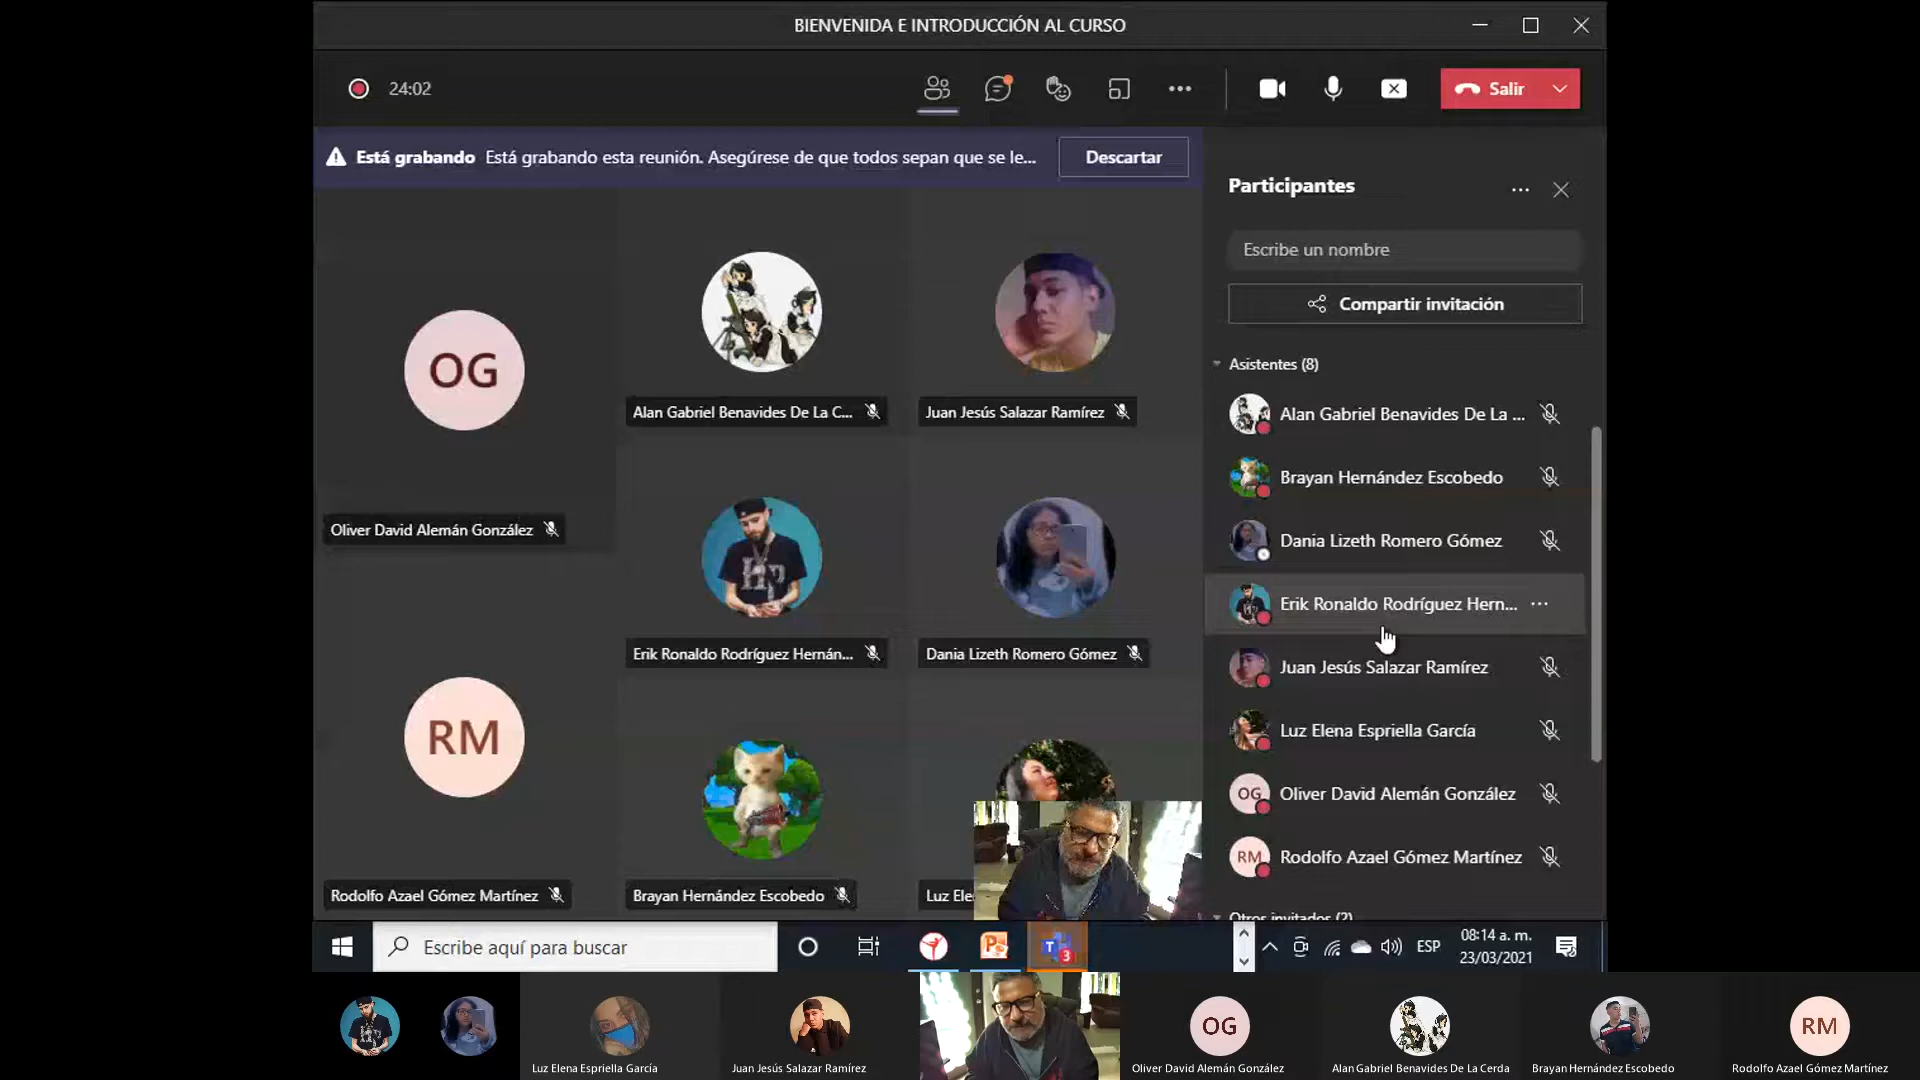 BIENVENIDA E INTRODUCCIÓN AL CURSO
24:02
Salir
Está grabando Está grabando esta reunión. Asegúrese de que todos sepan que se le...
Descartar
Participantes
Escribe un nombre
Compartir invitación
Asistentes (8)
Alan Gabriel Benavides De La ...
Brayan Hernández Escobedo
Dania Lizeth Romero Gómez
Erik Ronaldo Rodríguez Hern...
Juan Jesús Salazar Ramírez
Luz Elena Espriella García
OG Oliver David Alemán González
RM Rodolfo Azael Gómez Martínez
Otros invitados (2)
OG
Oliver David Alemán González
Alan Gabriel Benavides De La C...
Juan Jesús Salazar Ramírez
HP
Erik Ronaldo Rodríguez Hernán...
Dania Lizeth Romero Gómez
RM
Rodolfo Azael Gómez Martínez
Brayan Hernández Escobedo
Luz Ele
Escribe aquí para buscar
P
T
3
ESP
08:14 a. m.
23/03/2021
Luz Elena Espriella García
Juan Jesús Salazar Ramírez
OG
Oliver David Alemán González
Alan Gabriel Benavides De La Cerda
Brayan Hernández Escobedo
RM
Rodolfo Azael Gómez Martínez